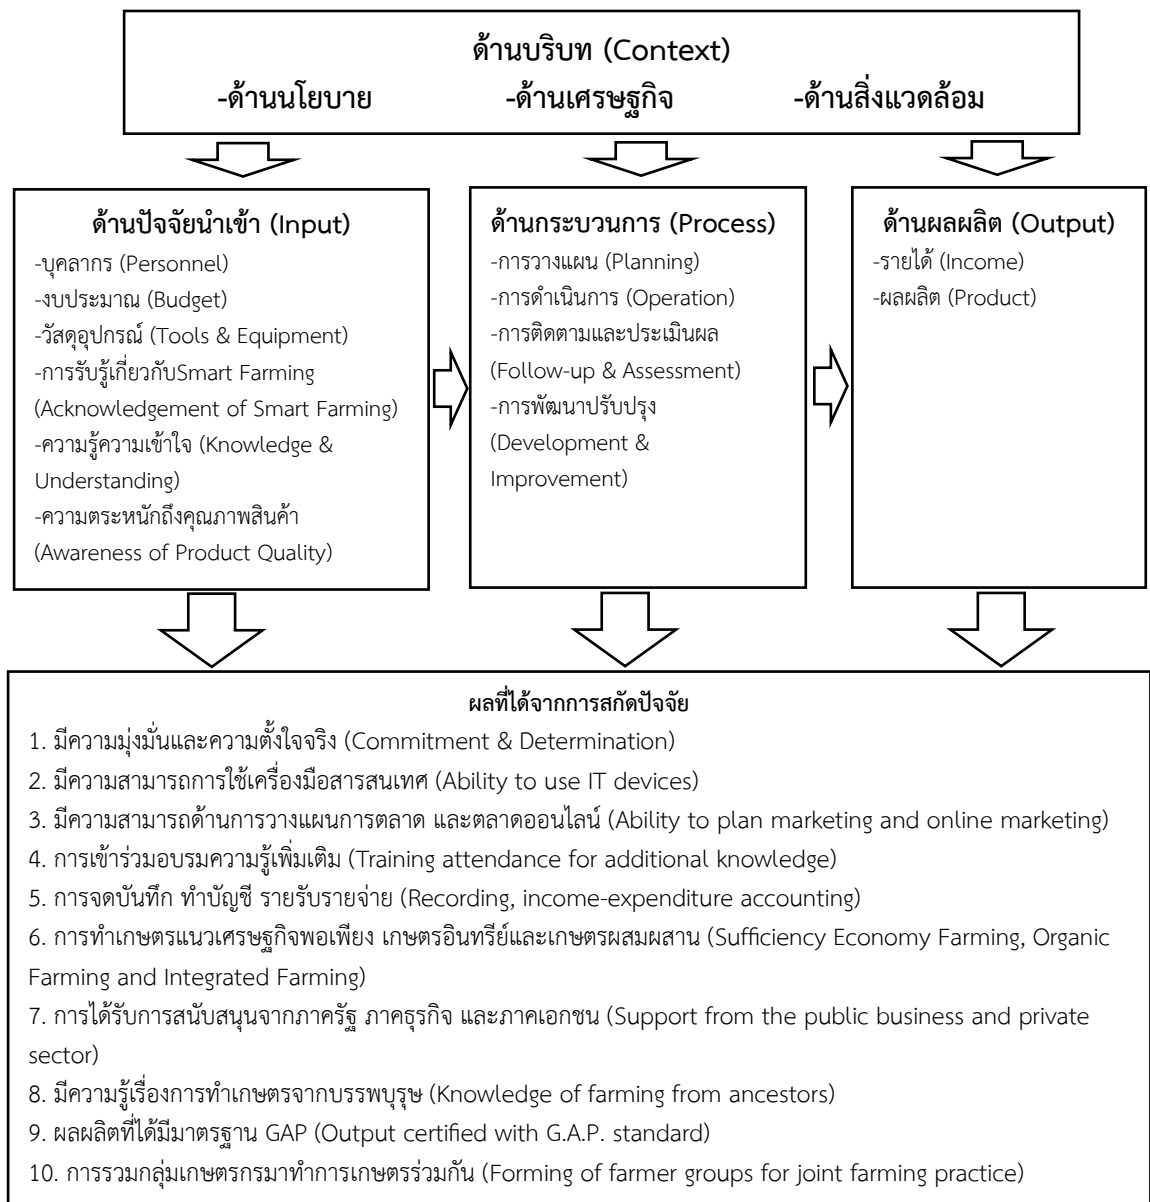 ด้านบริบท (Context)
-ด้านนโยบาย -ด้านเศรษฐกิจ -ด้านสิ่งแวดล้อม
ด้านปัจจัยนำเข้า (Input)
-บุคลากร (Personnel)
-งบประมาณ (Budget)
-วัสดุอุปกรณ์ (Tools & Equipment)
-การรับรู้เกี่ยวกับSmart Farming
(Acknowledgement of Smart Farming)
-ความรู้ความเข้าใจ (Knowledge &
Understanding)
-ความตระหนักถึงคุณภาพสินค้า
(Awareness of Product Quality)
ด้านกระบวนการ (Process)
-การวางแผน (Planning)
-การดำเนินการ (Operation)
-การติดตามและประเมินผล
(Follow-up & Assessment)
-การพัฒนาปรับปรุง
(Development &
Improvement)
ด้านผลผลิต (Output)
-รายได้ (Income)
-ผลผลิต (Product)
ผลที่ได้จากการสกัดปัจจัย
1. มีความมุ่งมั่นและความตั้งใจจริง (Commitment & Determination)
2. มีความสามารถการใช้เครื่องมือสารสนเทศ (Ability to use IT devices)
3. มีความสามารถด้านการวางแผนการตลาด และตลาดออนไลน์ (Ability to plan marketing and online marketing)
4. การเข้าร่วมอบรมความรู้เพิ่มเติม (Training attendance for additional knowledge)
5. การจดบันทึก ทำบัญชี รายรับรายจ่าย (Recording, income-expenditure accounting)
6. การทำเกษตรแนวเศรษฐกิจพอเพียง เกษตรอินทรีย์และเกษตรผสมผสาน (Sufficiency Economy Farming, Organic
Farming and Integrated Farming)
7. การได้รับการสนับสนุนจากภาครัฐ ภาคธุรกิจ และภาคเอกชน (Support from the public business and private
sector)
8. มีความรู้เรื่องการทำเกษตรจากบรรพบุรุษ (Knowledge of farming from ancestors)
9. ผลผลิตที่ได้มีมาตรฐาน GAP (Output certified with G.A.P. standard)
10. การรวมกลุ่มเกษตรกรมาทำการเกษตรร่วมกัน (Forming of farmer groups for joint farming practice)